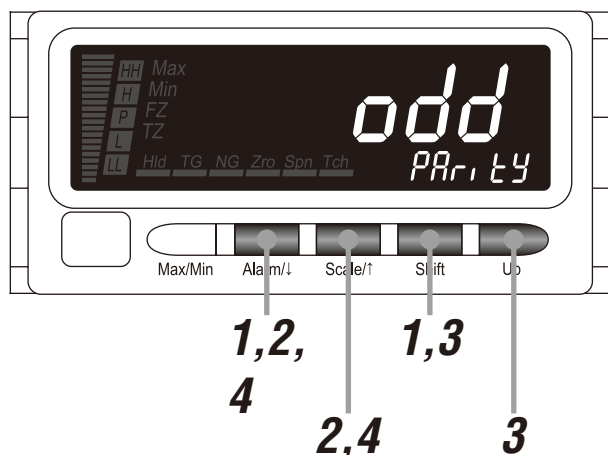 HH Max
H Min
P FZ
L TZ
LL Hld TG NG Zro Spn Tch
odd
PArity
Max/Min Alarm/↓ Scale/↑ Shift Up
1,2,
4
1,3
2,4
3